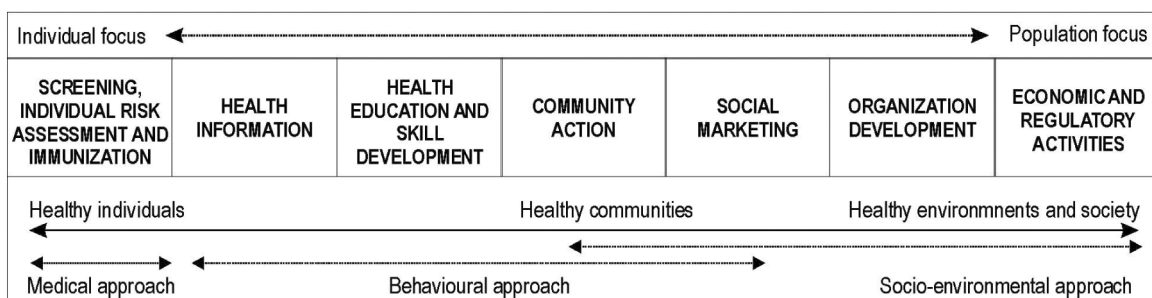 Individual focus
Population focus
SCREENING,
INDIVIDUAL RISK
ASSESSMENT AND
IMMUNIZATION
HEALTH
INFORMATION
HEALTH
EDUCATION AND
SKILL
DEVELOPMENT
COMMUNITY
ACTION
SOCIAL
MARKETING
ORGANIZATION
DEVELOPMENT
ECONOMIC AND
REGULATORY
ACTIVITIES
Healthy individuals
Healthy communities
Healthy environmnents and society
Medical approach
Behavioural approach
Socio-environmental approach